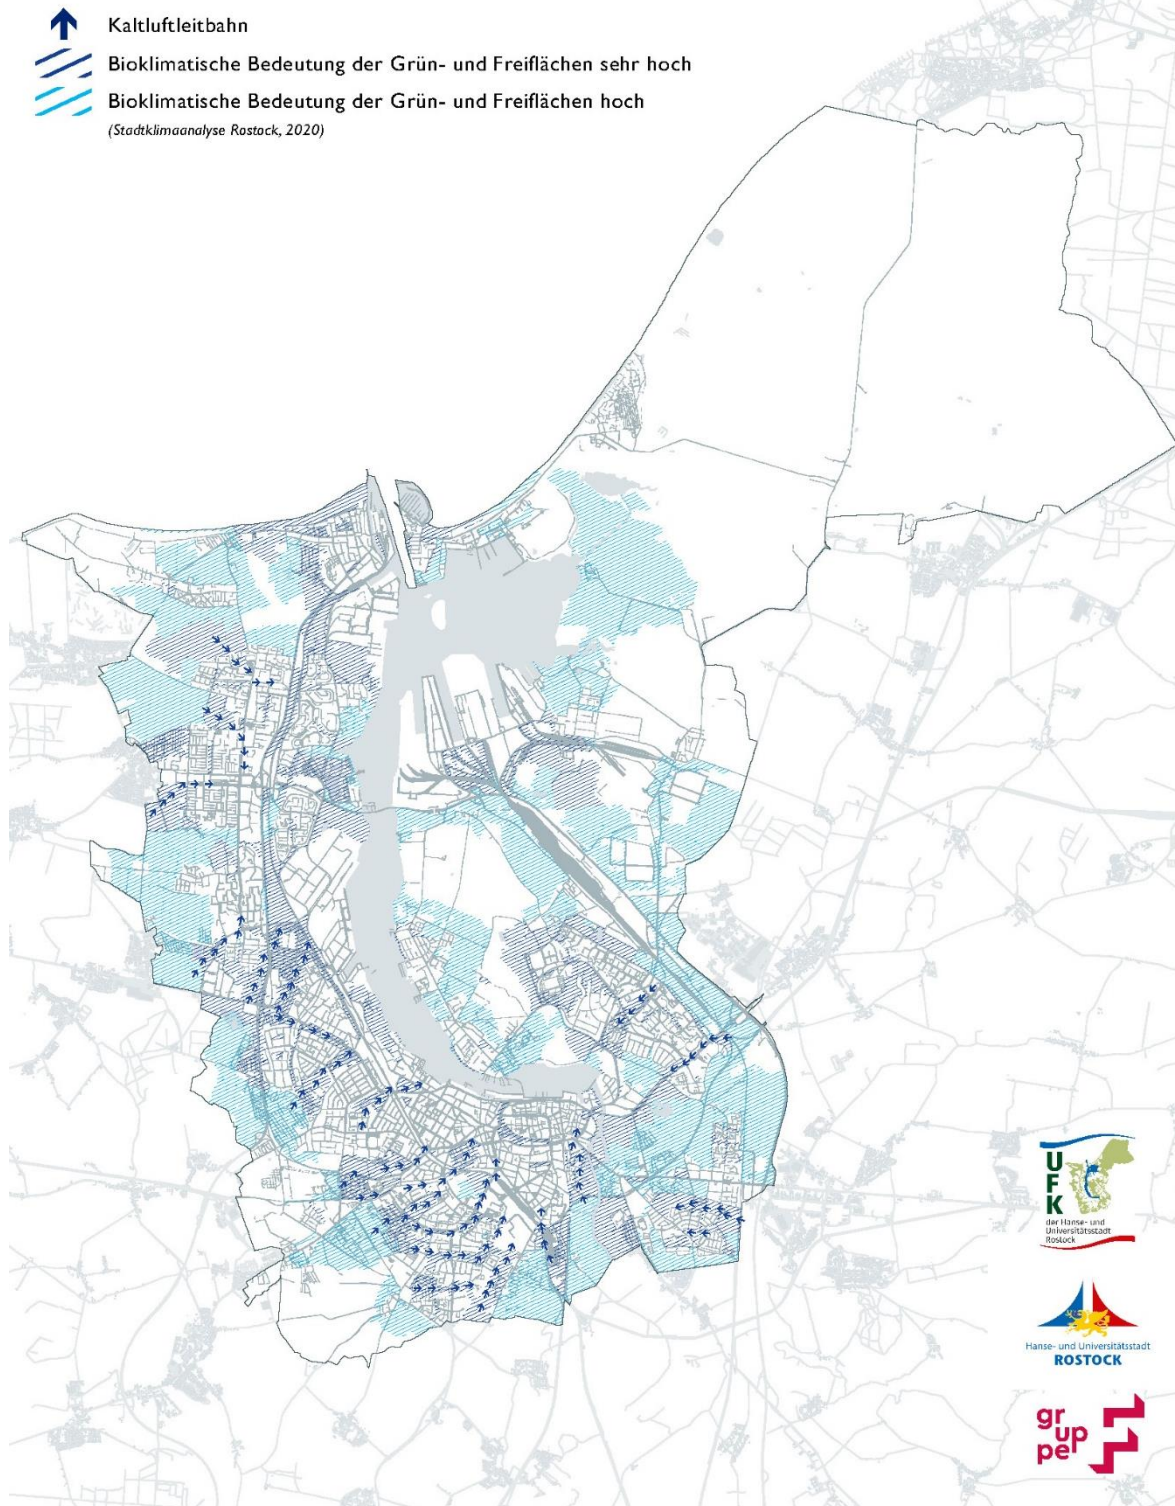 Kaltluftleitbahn
Bioklimatische Bedeutung der Grün- und Freiflächen sehr hoch
Bioklimatische Bedeutung der Grün- und Freiflächen hoch
(Stadtklimaanalyse Rostock, 2020)
UFK
der Hanse- und
Universitätsstadt
Rostock
Hanse- und Universitätsstadt
ROSTOCK
gr
up
pe
F